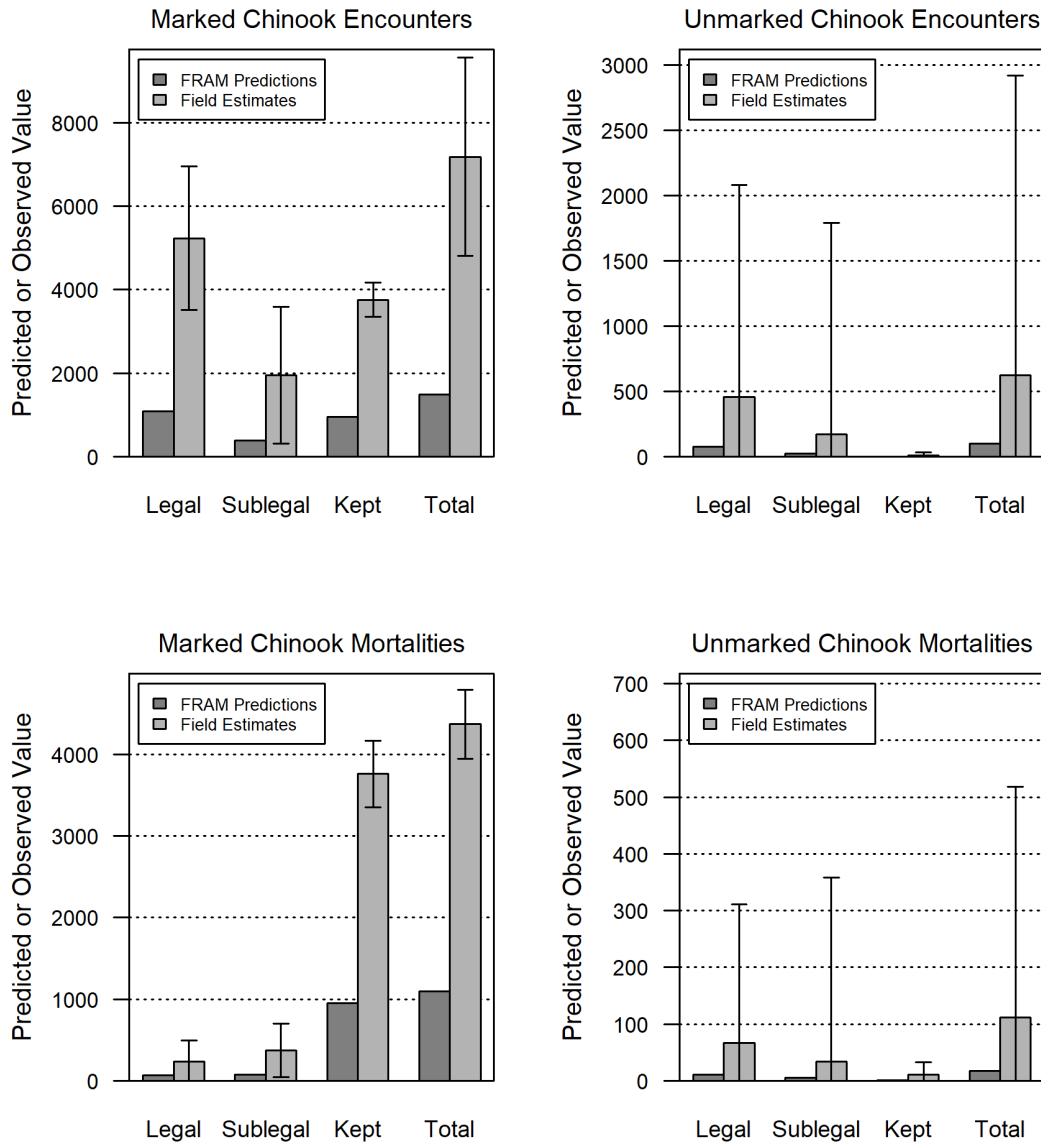 Marked Chinook Encounters
Predicted or Observed Value
8000
6000
4000
2000
0
FRAM Predictions
Field Estimates
Legal Sublegal Kept Total
Unmarked Chinook Encounters
Predicted or Observed Value
3000
2500
2000
1500
1000
500
0
FRAM Predictions
Field Estimates
Legal Sublegal Kept Total
Marked Chinook Mortalities
Predicted or Observed Value
4000
3000
2000
1000
0
FRAM Predictions
Field Estimates
Legal Sublegal Kept Total
Unmarked Chinook Mortalities
Predicted or Observed Value
700
600
500
400
300
200
100
0
FRAM Predictions
Field Estimates
Legal Sublegal Kept Total